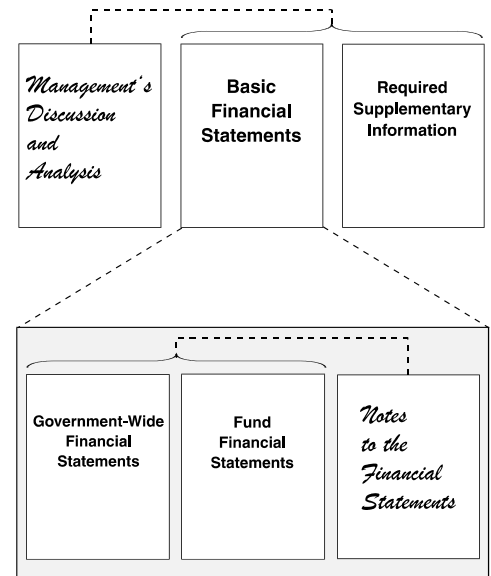 Management's
Discussion
and
Analysis
Basic
Financial
Statements
Required
Supplementary
Information
Government-Wide
Financial
Statements
Fund
Financial
Statements
Notes
to the
Financial
Statements